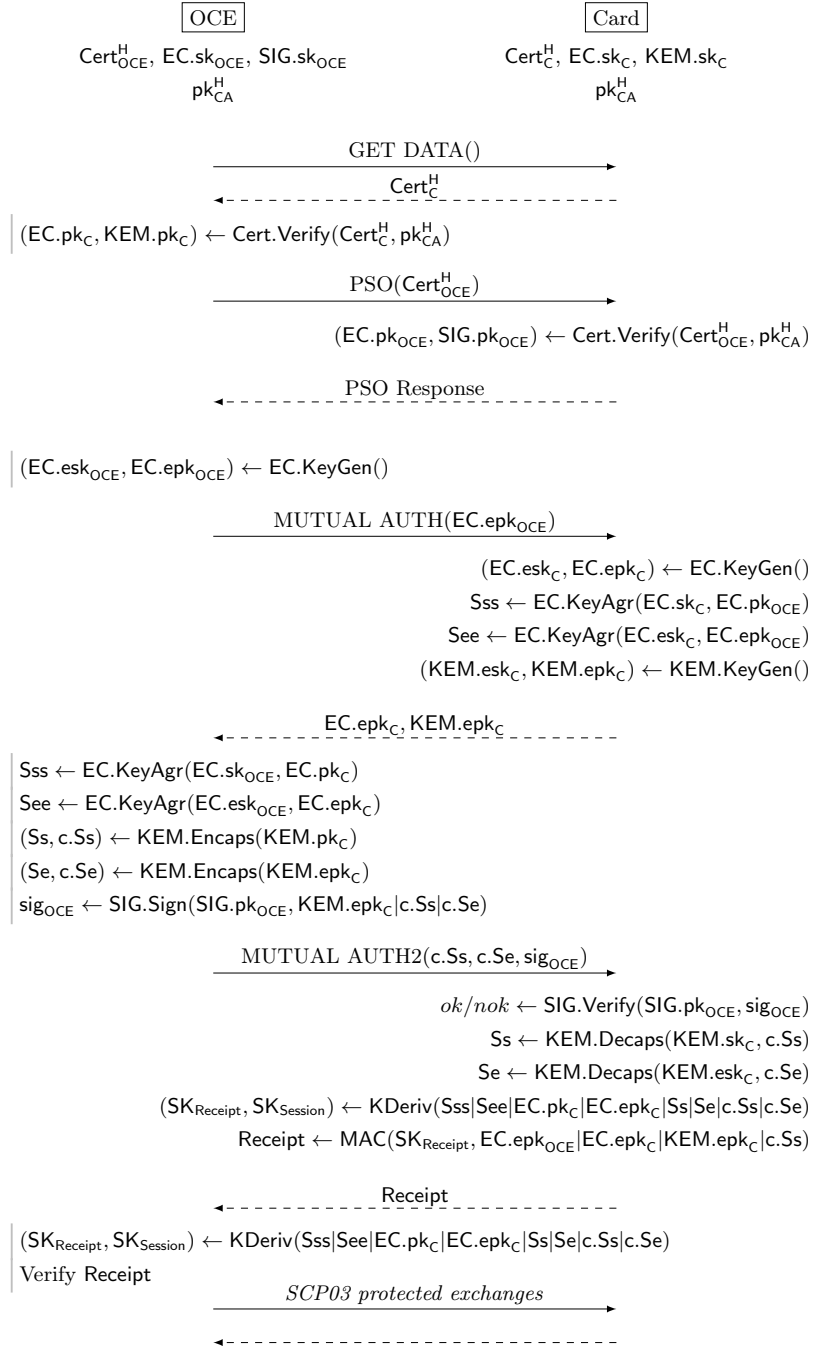 OCE Card
Cert^H_OCE, EC.sk_OCE, SIG.sk_OCE Cert^H_C, EC.sk_C, KEM.sk_C
pk^H_CA pk^H_CA
GET DATA()
Cert^H_C
(EC.pk_C, KEM.pk_C) ← Cert.Verify(Cert^H_C, pk^H_CA)
PSO(Cert^H_OCE)
(EC.pk_OCE, SIG.pk_OCE) ← Cert.Verify(Cert^H_OCE, pk^H_CA)
PSO Response
(EC.esk_OCE, EC.epk_OCE) ← EC.KeyGen()
MUTUAL AUTH(EC.epk_OCE)
(EC.esk_C, EC.epk_C) ← EC.KeyGen()
Sss ← EC.KeyAgr(EC.sk_C, EC.pk_OCE)
See ← EC.KeyAgr(EC.esk_C, EC.epk_OCE)
(KEM.esk_C, KEM.epk_C) ← KEM.KeyGen()
EC.epk_C, KEM.epk_C
Sss ← EC.KeyAgr(EC.sk_OCE, EC.pk_C)
See ← EC.KeyAgr(EC.esk_OCE, EC.epk_C)
(Ss, c.Ss) ← KEM.Encaps(KEM.pk_C)
(Se, c.Se) ← KEM.Encaps(KEM.epk_C)
sig_OCE ← SIG.Sign(SIG.pk_OCE, KEM.epk_C|c.Ss|c.Se)
MUTUAL AUTH2(c.Ss, c.Se, sig_OCE)
ok/nok ← SIG.Verify(SIG.pk_OCE, sig_OCE)
Ss ← KEM.Decaps(KEM.sk_C, c.Ss)
Se ← KEM.Decaps(KEM.esk_C, c.Se)
(SK_Receipt, SK_Session) ← KDeriv(Sss|See|EC.pk_C|EC.epk_C|Ss|Se|c.Ss|c.Se)
Receipt ← MAC(SK_Receipt, EC.epk_OCE|EC.epk_C|KEM.epk_C|c.Ss)
Receipt
(SK_Receipt, SK_Session) ← KDeriv(Sss|See|EC.pk_C|EC.epk_C|Ss|Se|c.Ss|c.Se)
Verify Receipt
SCP03 protected exchanges